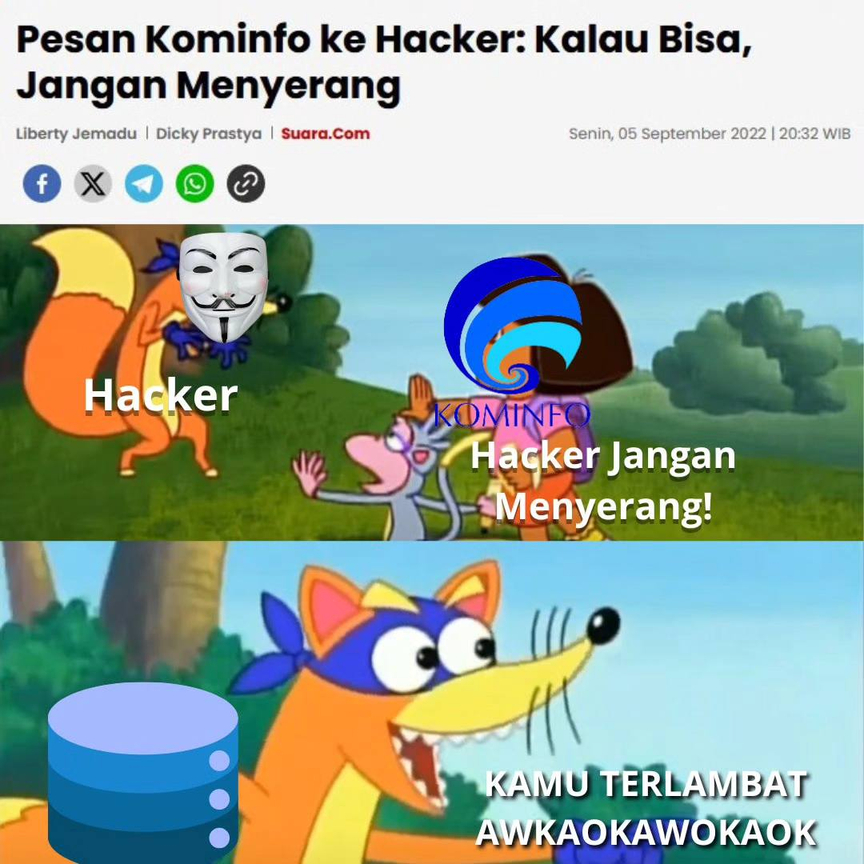 Pesan Kominfo ke Hacker: Kalau Bisa,
Jangan Menyerang
Liberty Jemadu | Dicky Prastya | Suara.Com
Senin, 05 September 2022 | 20:32 WIB
Hacker
KOMINFO
Hacker Jangan
Menyerang!
KAMU TERLAMBAT
AWKAOKAWOKAOK